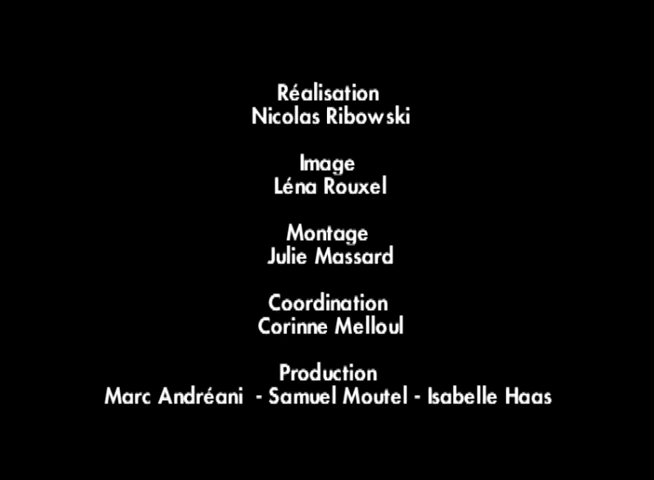 Réalisation
Nicolas Ribowski
Image
Léna Rouxel
Montage
Julie Massard
Coordination
Corinne Melloul
Production
Marc Andréani - Samuel Moutel - Isabelle Haas